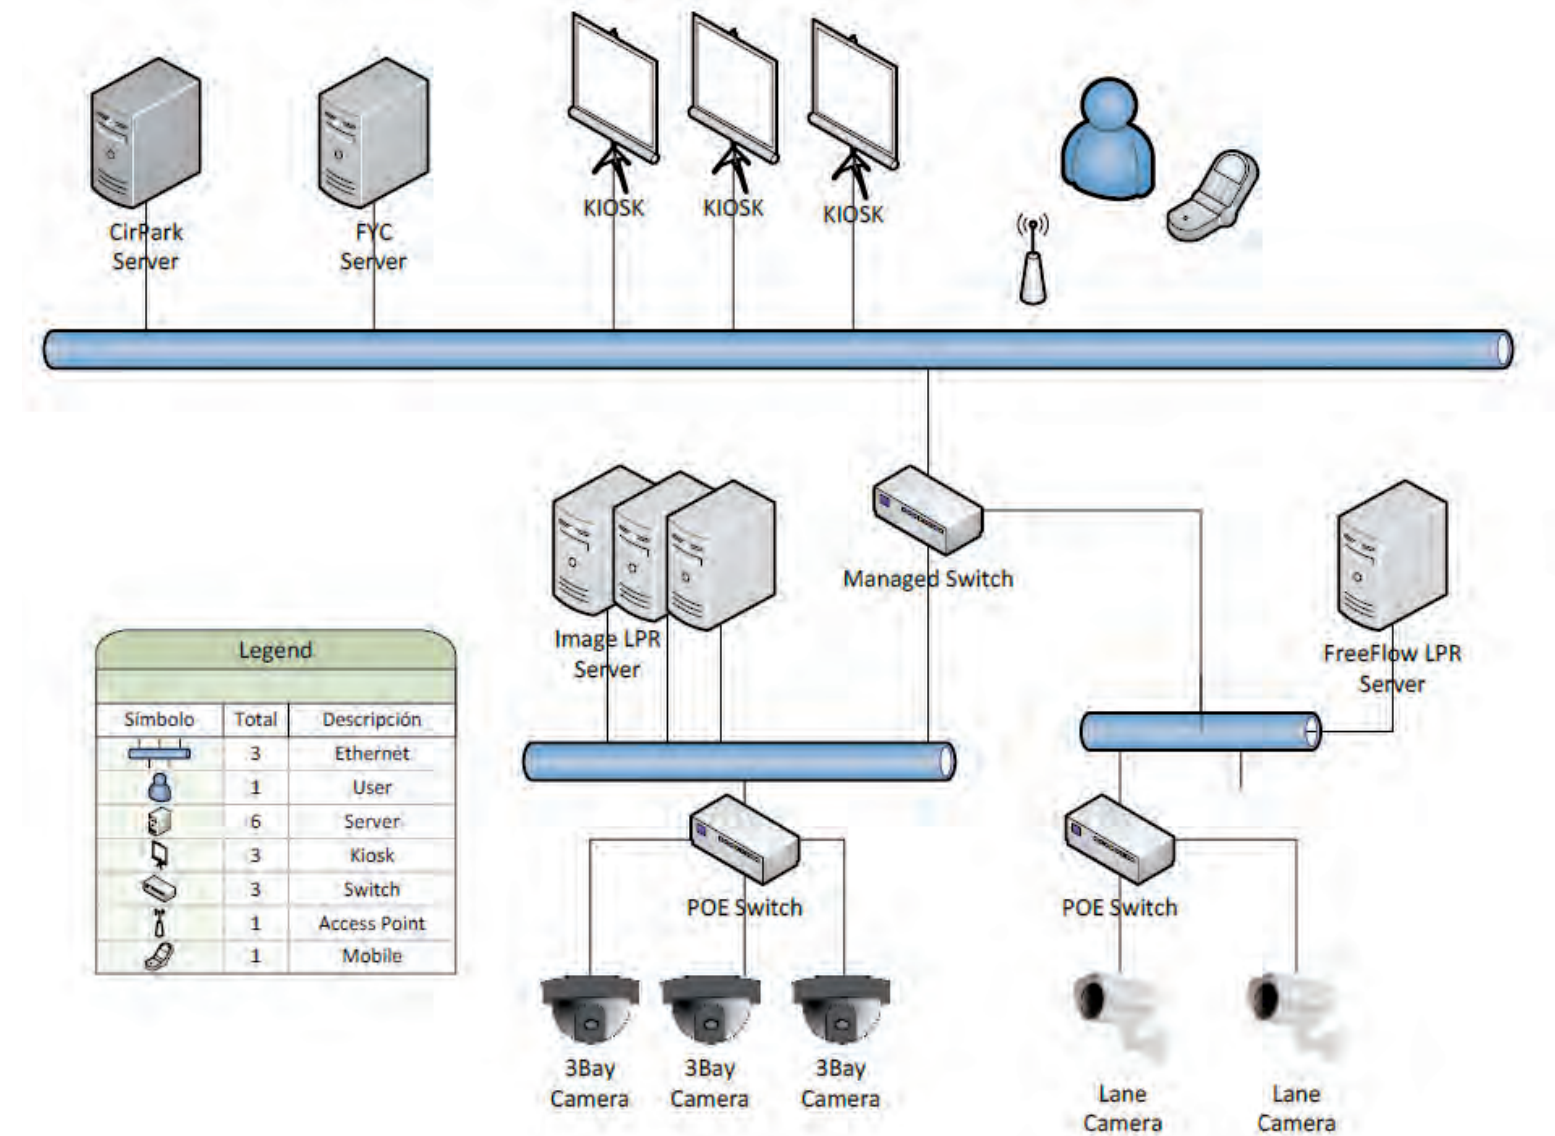 KIOSK
KIOSK
KIOSK
CirPark
Server
FYC
Server
Managed Switch
Image LPR
Server
FreeFlow LPR
Server
Legend
Símbolo Total Descripción
3 Ethernet
1 User
6 Server
3 Kiosk
3 Switch
1 Access Point
1 Mobile
POE Switch
POE Switch
3Bay
Camera
3Bay
Camera
3Bay
Camera
Lane
Camera
Lane
Camera